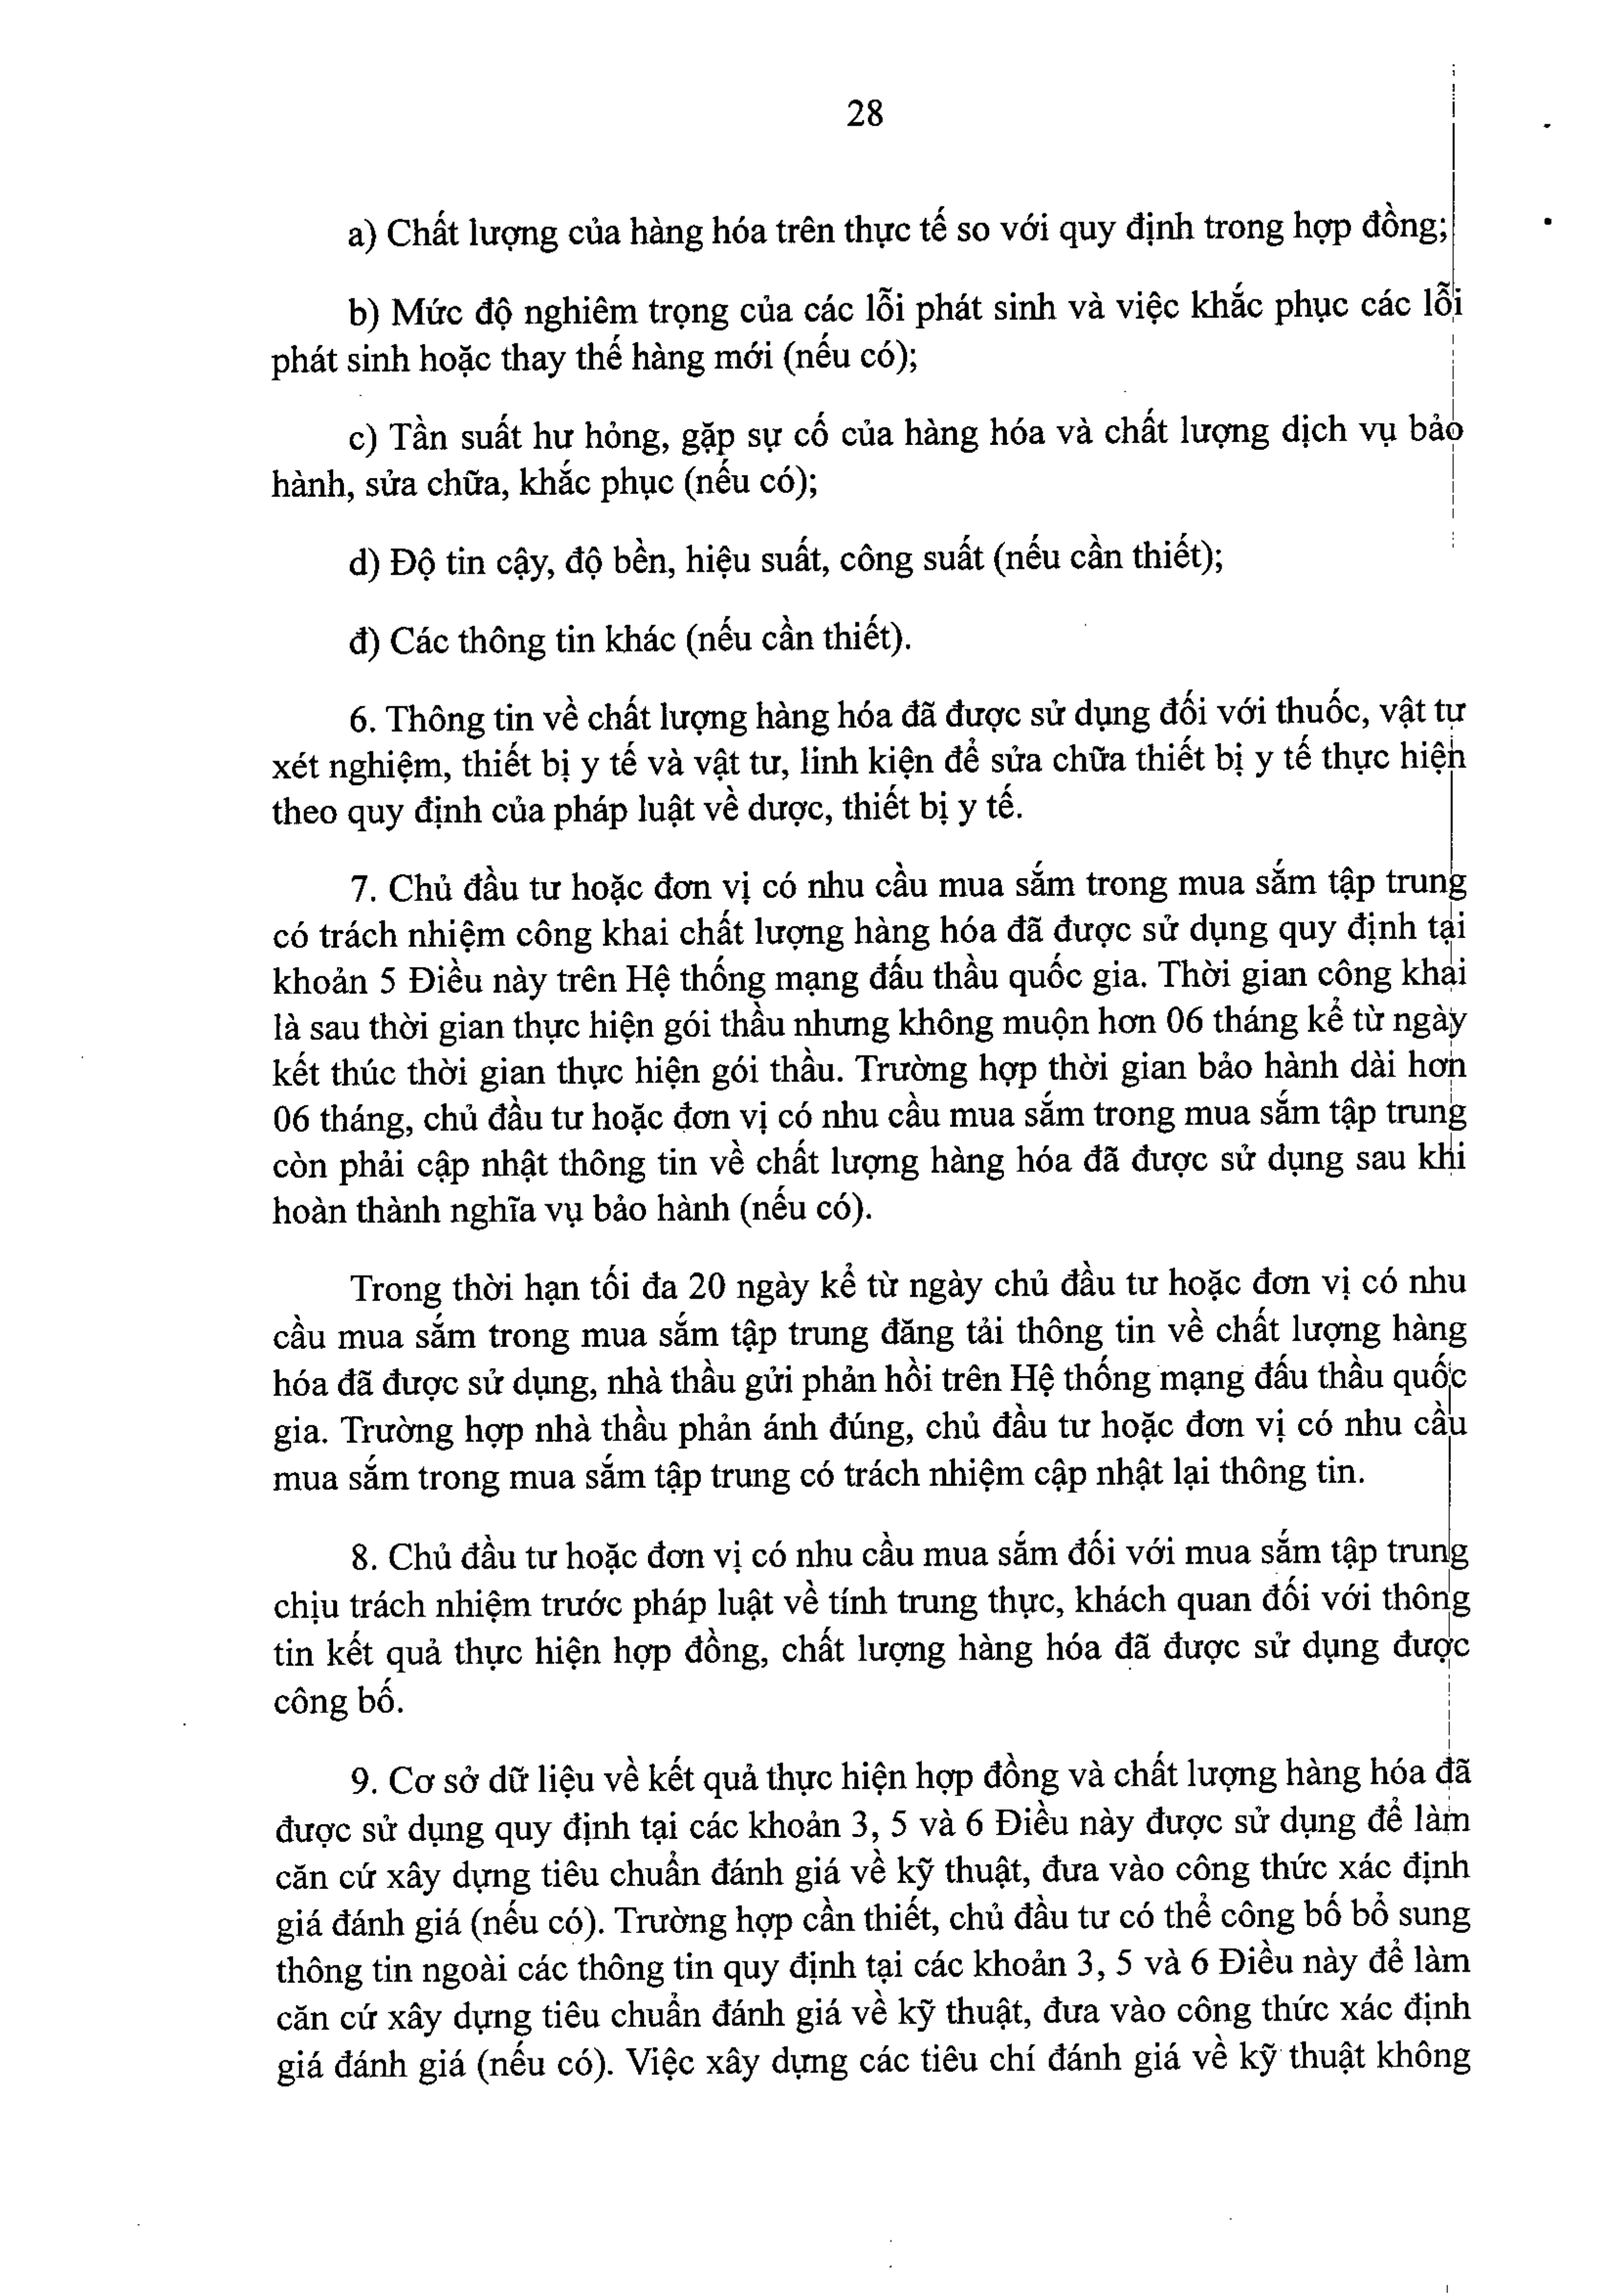 28
a) Chất lượng của hàng hóa trên thực tế so với quy định trong hợp đồng;
b) Mức độ nghiêm trọng của các lỗi phát sinh và việc khắc phục các lỗi
phát sinh hoặc thay thế hàng mới (nếu có);
c) Tần suất hư hỏng, gặp sự cố của hàng hóa và chất lượng dịch vụ bảo
hành, sửa chữa, khắc phục (nếu có);
d) Độ tin cậy, độ bền, hiệu suất, công suất (nếu cần thiết);
đ) Các thông tin khác (nếu cần thiết).
6. Thông tin về chất lượng hàng hóa đã được sử dụng đối với thuốc, vật tư
xét nghiệm, thiết bị y tế và vật tư, linh kiện để sửa chữa thiết bị y tế thực hiện
theo quy định của pháp luật về dược, thiết bị y tế.
7. Chủ đầu tư hoặc đơn vị có nhu cầu mua sắm trong mua sắm tập trung
có trách nhiệm công khai chất lượng hàng hóa đã được sử dụng quy định tại
khoản 5 Điều này trên Hệ thống mạng đấu thầu quốc gia. Thời gian công khai
là sau thời gian thực hiện gói thầu nhưng không muộn hơn 06 tháng kể từ ngày
kết thúc thời gian thực hiện gói thầu. Trường hợp thời gian bảo hành dài hơn
06 tháng, chủ đầu tư hoặc đơn vị có nhu cầu mua sắm trong mua sắm tập trung
còn phải cập nhật thông tin về chất lượng hàng hóa đã được sử dụng sau khi
hoàn thành nghĩa vụ bảo hành (nếu có).
Trong thời hạn tối đa 20 ngày kể từ ngày chủ đầu tư hoặc đơn vị có nhu
cầu mua sắm trong mua sắm tập trung đăng tải thông tin về chất lượng hàng
hóa đã được sử dụng, nhà thầu gửi phản hồi trên Hệ thống mạng đấu thầu quốc
gia. Trường hợp nhà thầu phản ánh đúng, chủ đầu tư hoặc đơn vị có nhu cầu
mua sắm trong mua sắm tập trung có trách nhiệm cập nhật lại thông tin.
8. Chủ đầu tư hoặc đơn vị có nhu cầu mua sắm đối với mua sắm tập trung
chịu trách nhiệm trước pháp luật về tính trung thực, khách quan đối với thông
tin kết quả thực hiện hợp đồng, chất lượng hàng hóa đã được sử dụng được
công bố.
9. Cơ sở dữ liệu về kết quả thực hiện hợp đồng và chất lượng hàng hóa đã
được sử dụng quy định tại các khoản 3, 5 và 6 Điều này được sử dụng để làm
căn cứ xây dựng tiêu chuẩn đánh giá về kỹ thuật, đưa vào công thức xác định
giá đánh giá (nếu có). Trường hợp cần thiết, chủ đầu tư có thể công bố bổ sung
thông tin ngoài các thông tin quy định tại các khoản 3, 5 và 6 Điều này để làm
căn cứ xây dựng tiêu chuẩn đánh giá về kỹ thuật, đưa vào công thức xác định
giá đánh giá (nếu có). Việc xây dựng các tiêu chí đánh giá về kỹ thuật không